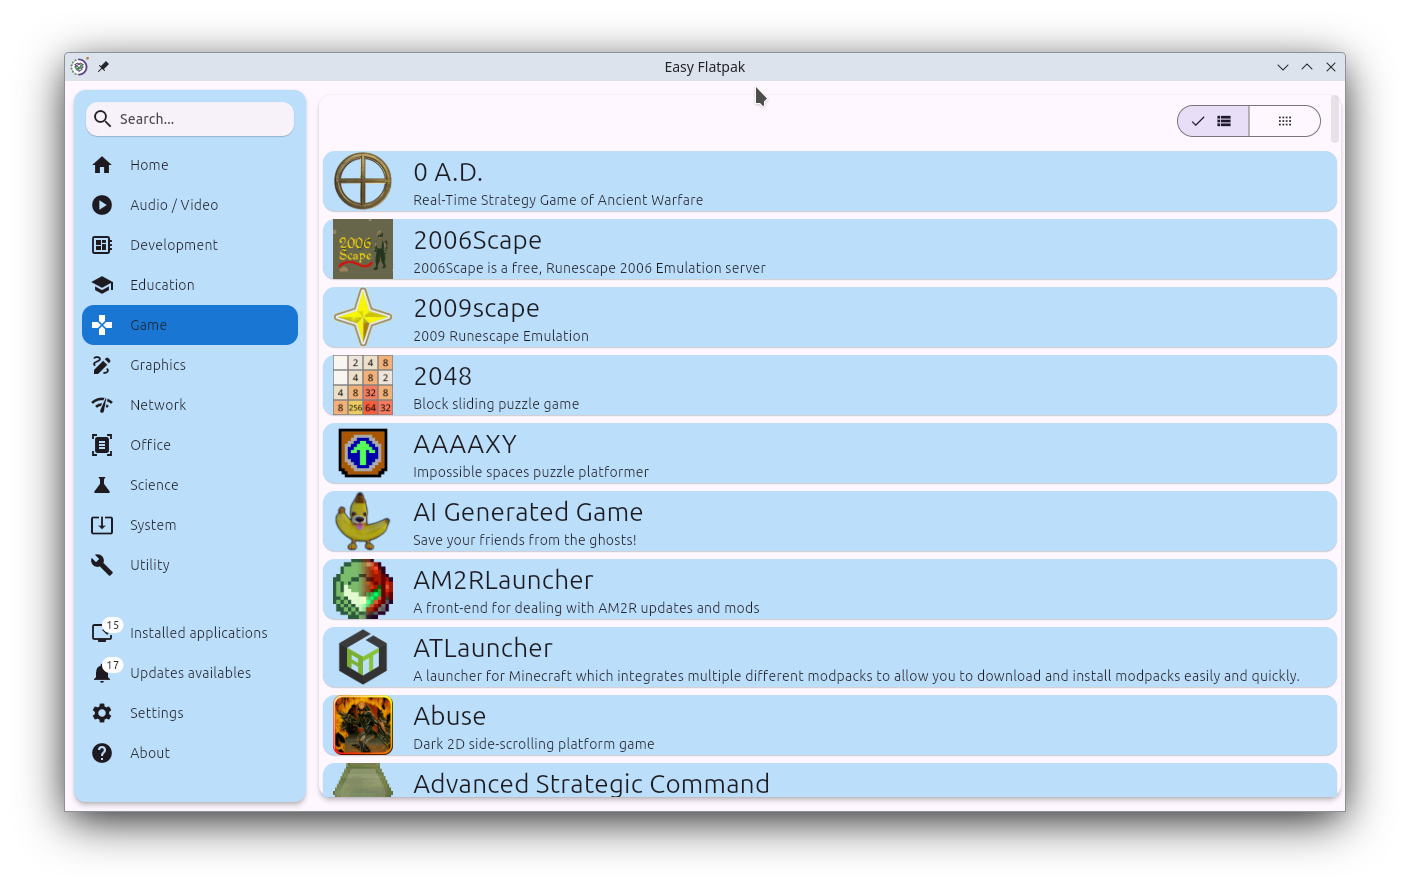 Easy Flatpak
Search...
Home
Audio / Video
Development
Education
Game
Graphics
Network
Office
Science
System
Utility
15
Installed applications
17
Updates availables
Settings
About
0 A.D.
Real-Time Strategy Game of Ancient Warfare
2006
Scape
2006Scape
2006Scape is a free, Runescape 2006 Emulation server
2009scape
2009 Runescape Emulation
2 4 8
4 8 2
4 8 32 8
8 256 64 32
2048
Block sliding puzzle game
AAAAXY
Impossible spaces puzzle platformer
AI Generated Game
Save your friends from the ghosts!
AM2RLauncher
A front-end for dealing with AM2R updates and mods
AT
ATLauncher
A launcher for Minecraft which integrates multiple different modpacks to allow you to download and install modpacks easily and quickly.
Abuse
Dark 2D side-scrolling platform game
Advanced Strategic Command